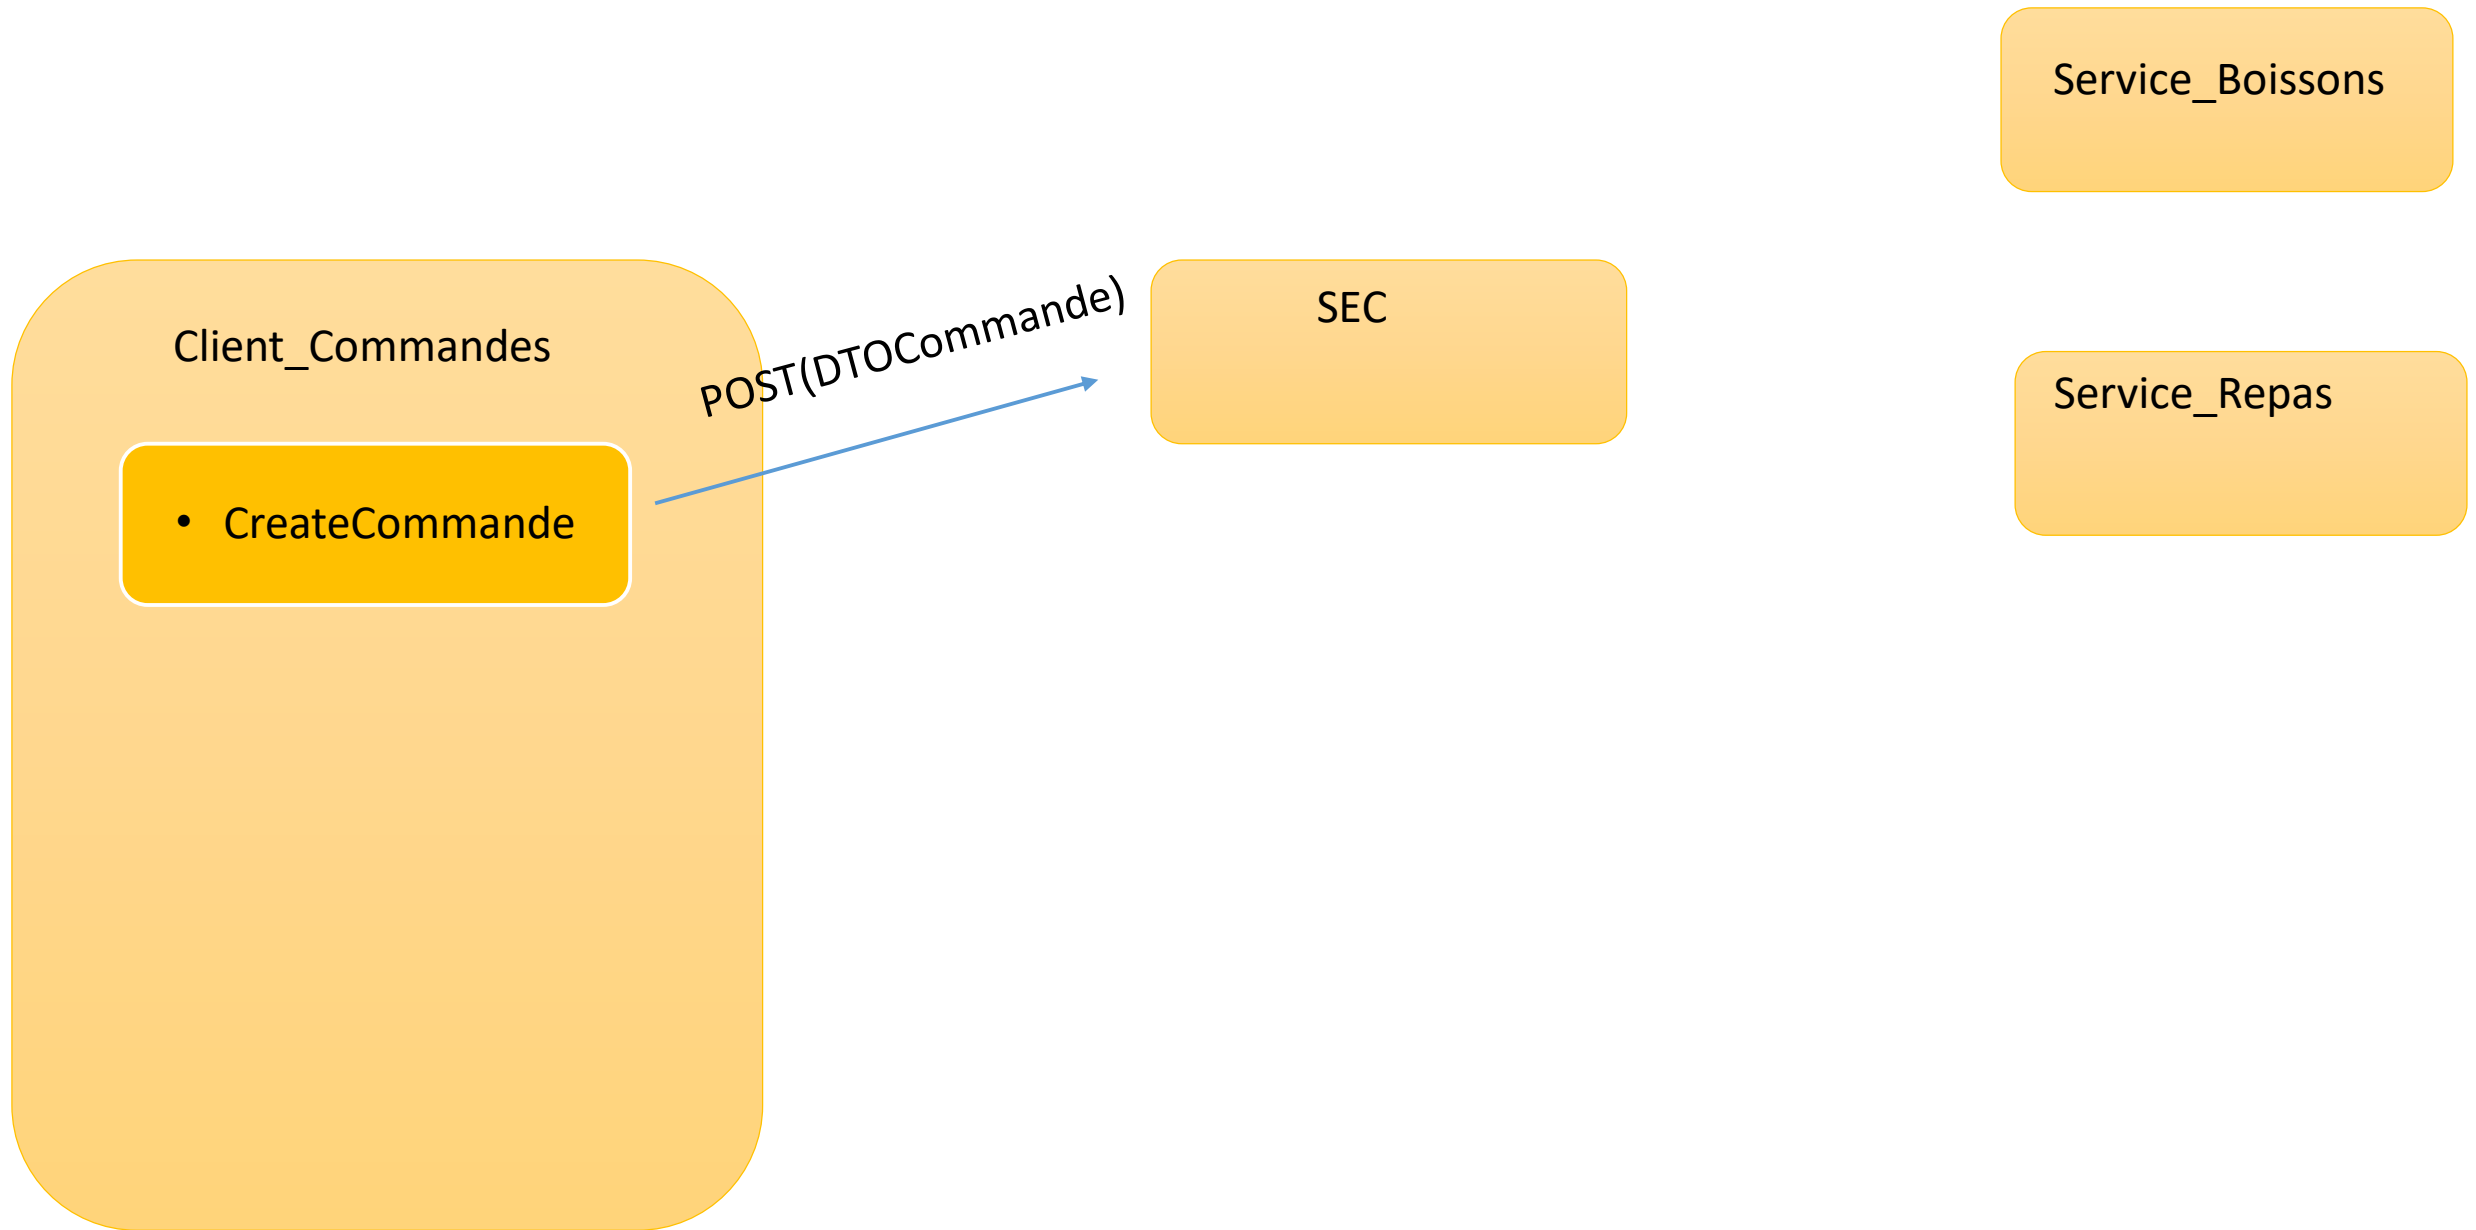 Service_Boissons
SEC
Client_Commandes
POST(DTOCommande)
Service_Repas
• CreateCommande